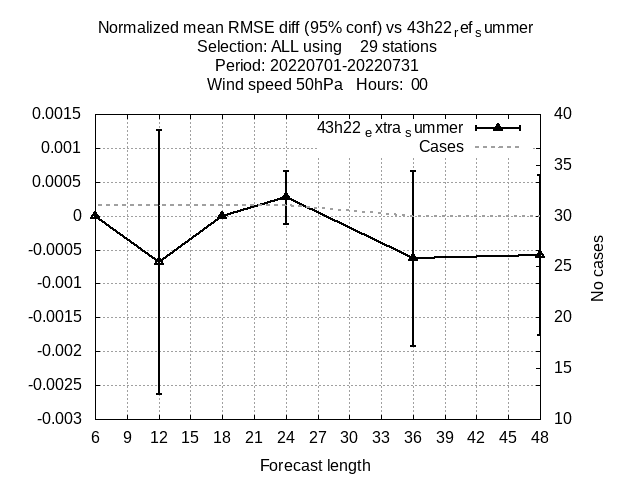 Normalized mean RMSE diff (95% conf) vs 43h22refsummer
Selection: ALL using 29 stations
Period: 20220701-20220731
Wind speed 50hPa Hours: 00
43h22extrasummer
Cases
0.0015
0.001
0.0005
0
-0.0005
-0.001
-0.0015
-0.002
-0.0025
-0.003
40
35
30
25
20
15
10
No cases
6 9 12 15 18 21 24 27 30 33 36 39 42 45 48
Forecast length